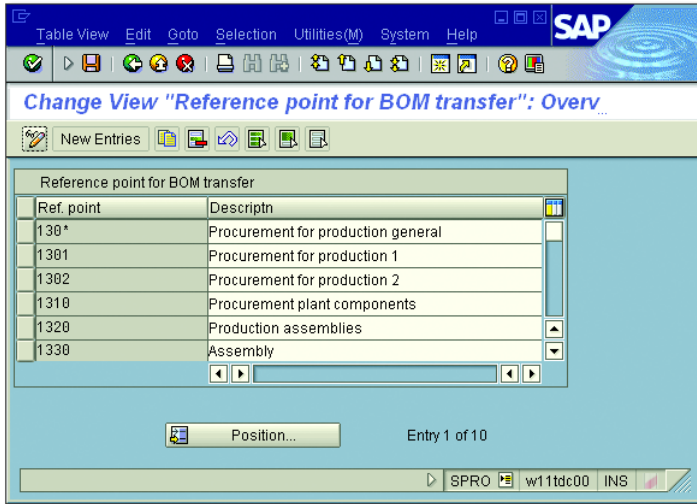 Table View Edit Goto Selection Utilities(M) System Help
SAP
Change View "Reference point for BOM transfer": Overv...
New Entries
Reference point for BOM transfer
Ref. point Descriptn
130* Procurement for production general
1301 Procurement for production 1
1302 Procurement for production 2
1310 Procurement plant components
1320 Production assemblies
1330 Assembly
Position... Entry 1 of 10
SPRO w11tdc00 INS